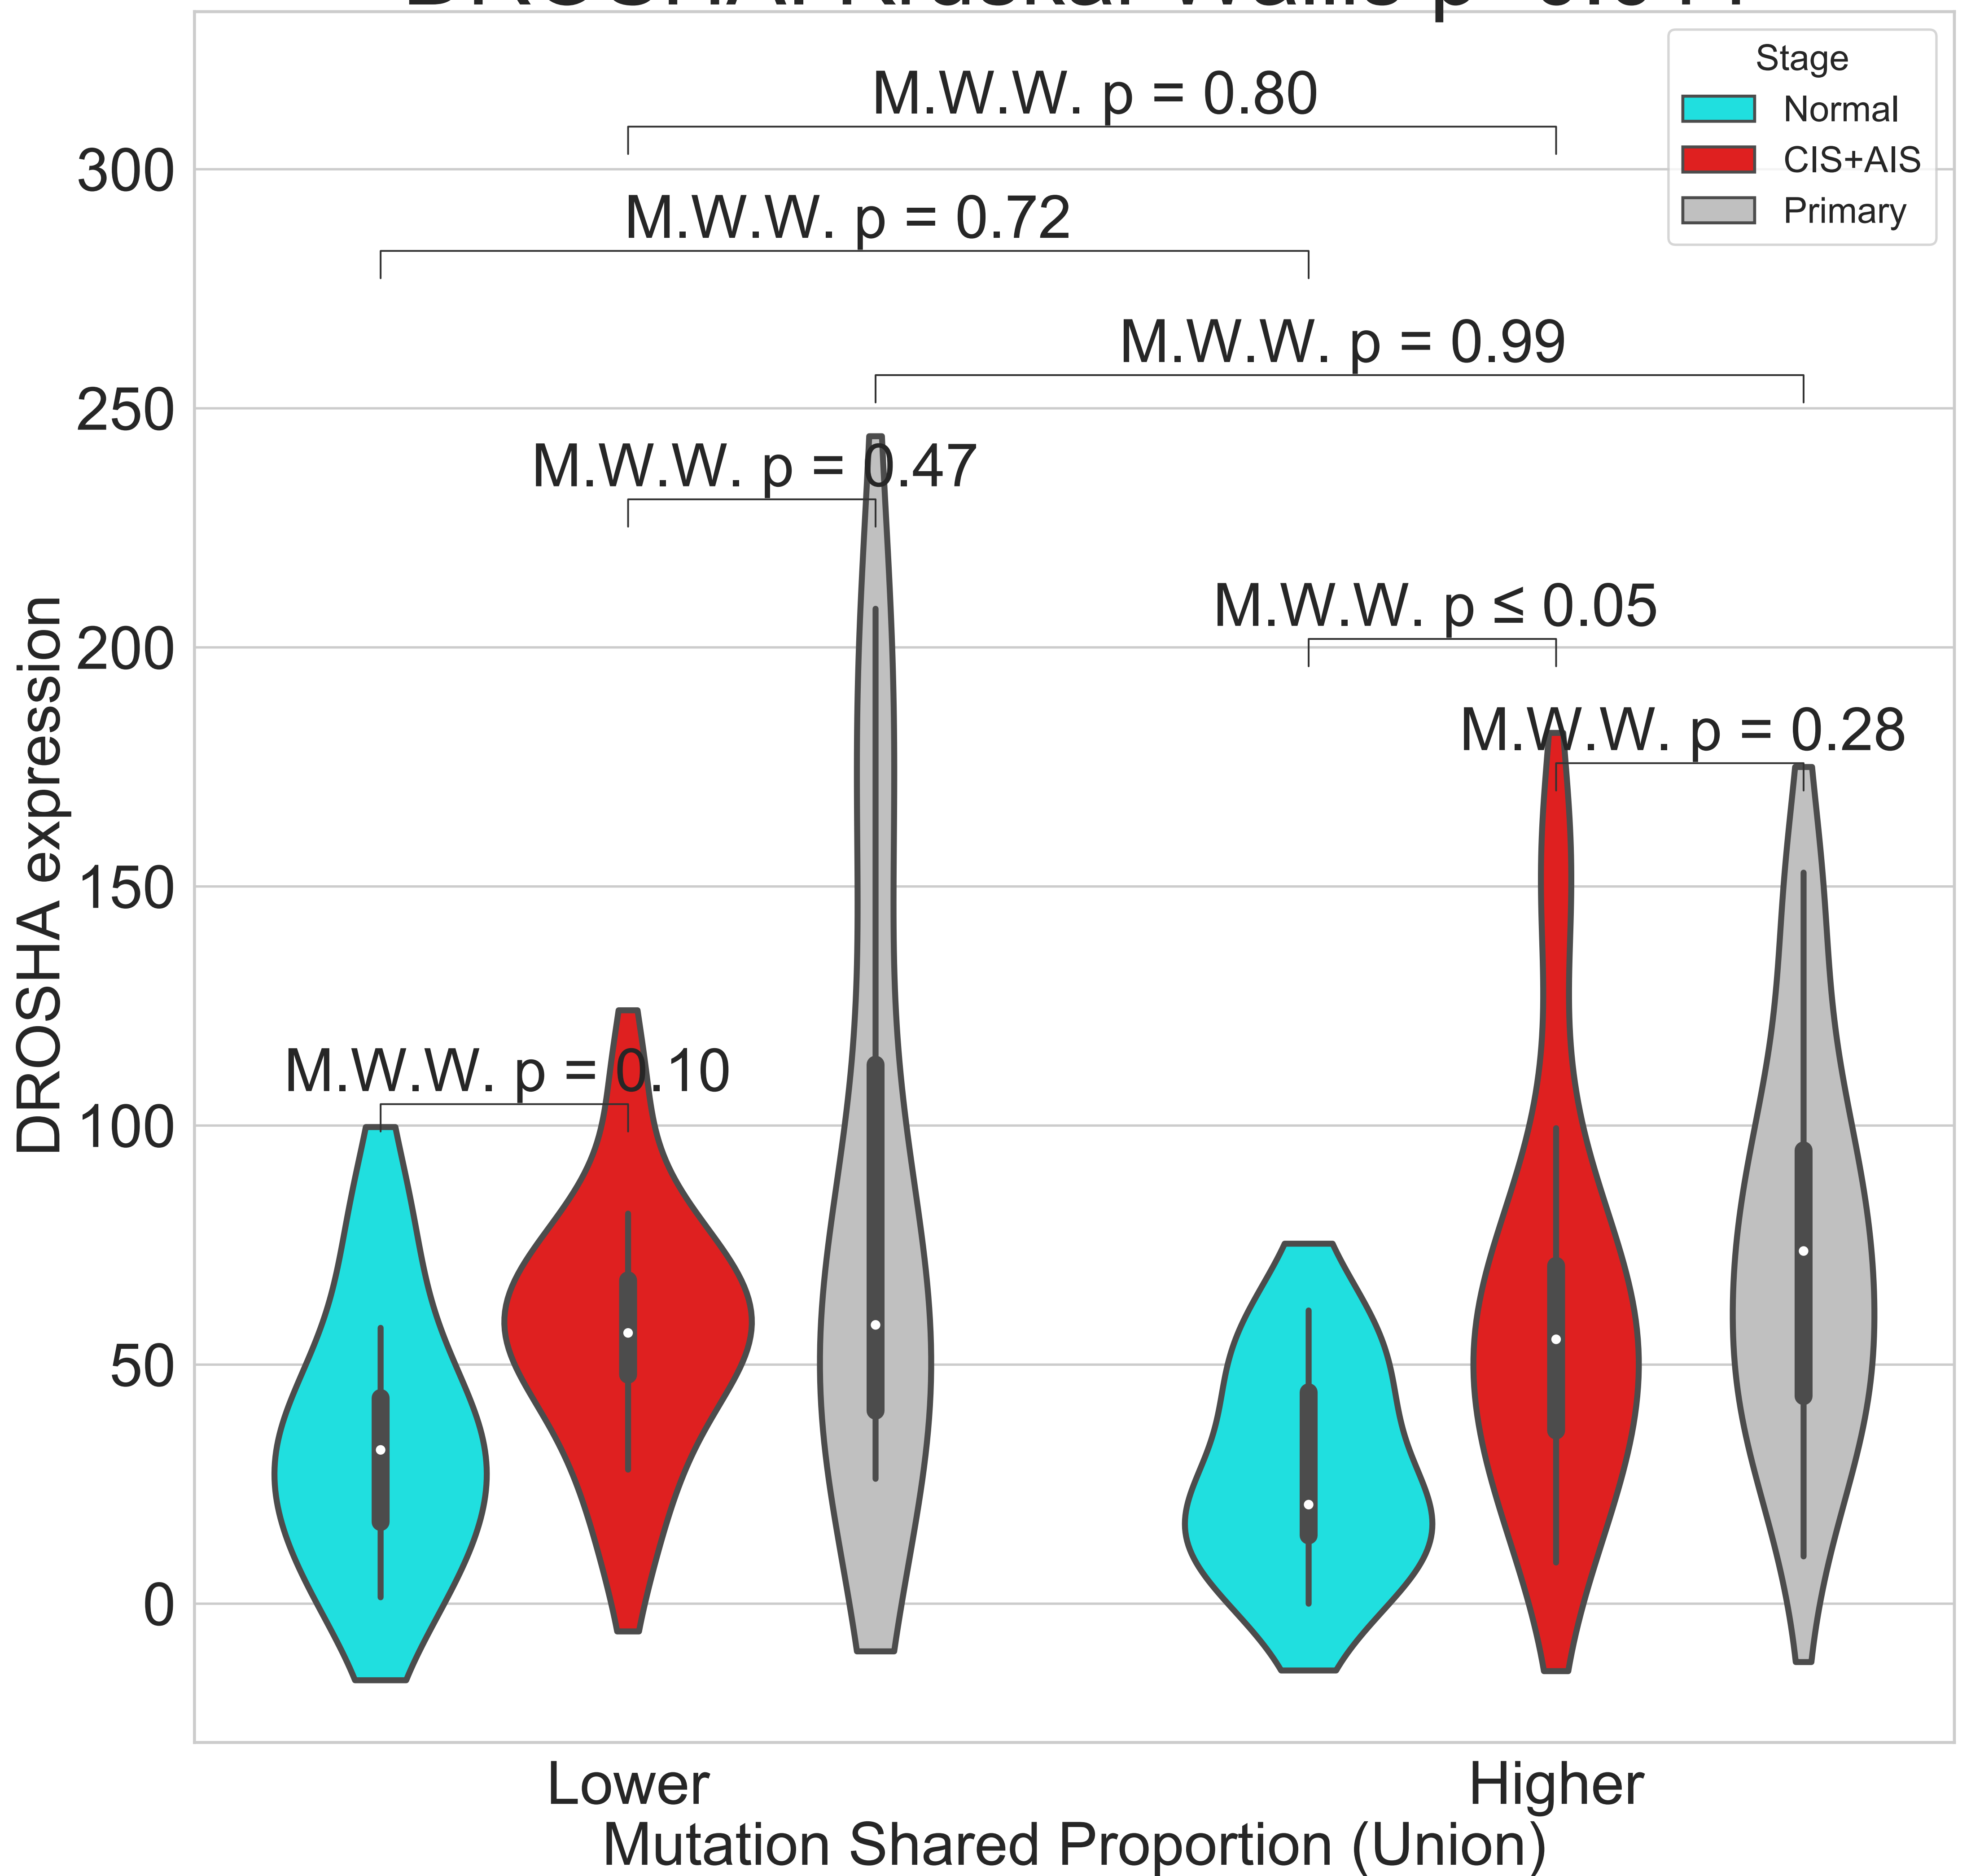 Stage
Normal
CIS+AIS
Primary
M.W.W. p = 0.80
M.W.W. p = 0.72
M.W.W. p = 0.99
M.W.W. p = 0.47
M.W.W. p ≤ 0.05
M.W.W. p = 0.28
M.W.W. p = 0.10
300
250
200
150
100
50
0
DROSHA expression
Lower
Higher
Mutation Shared Proportion (Union)